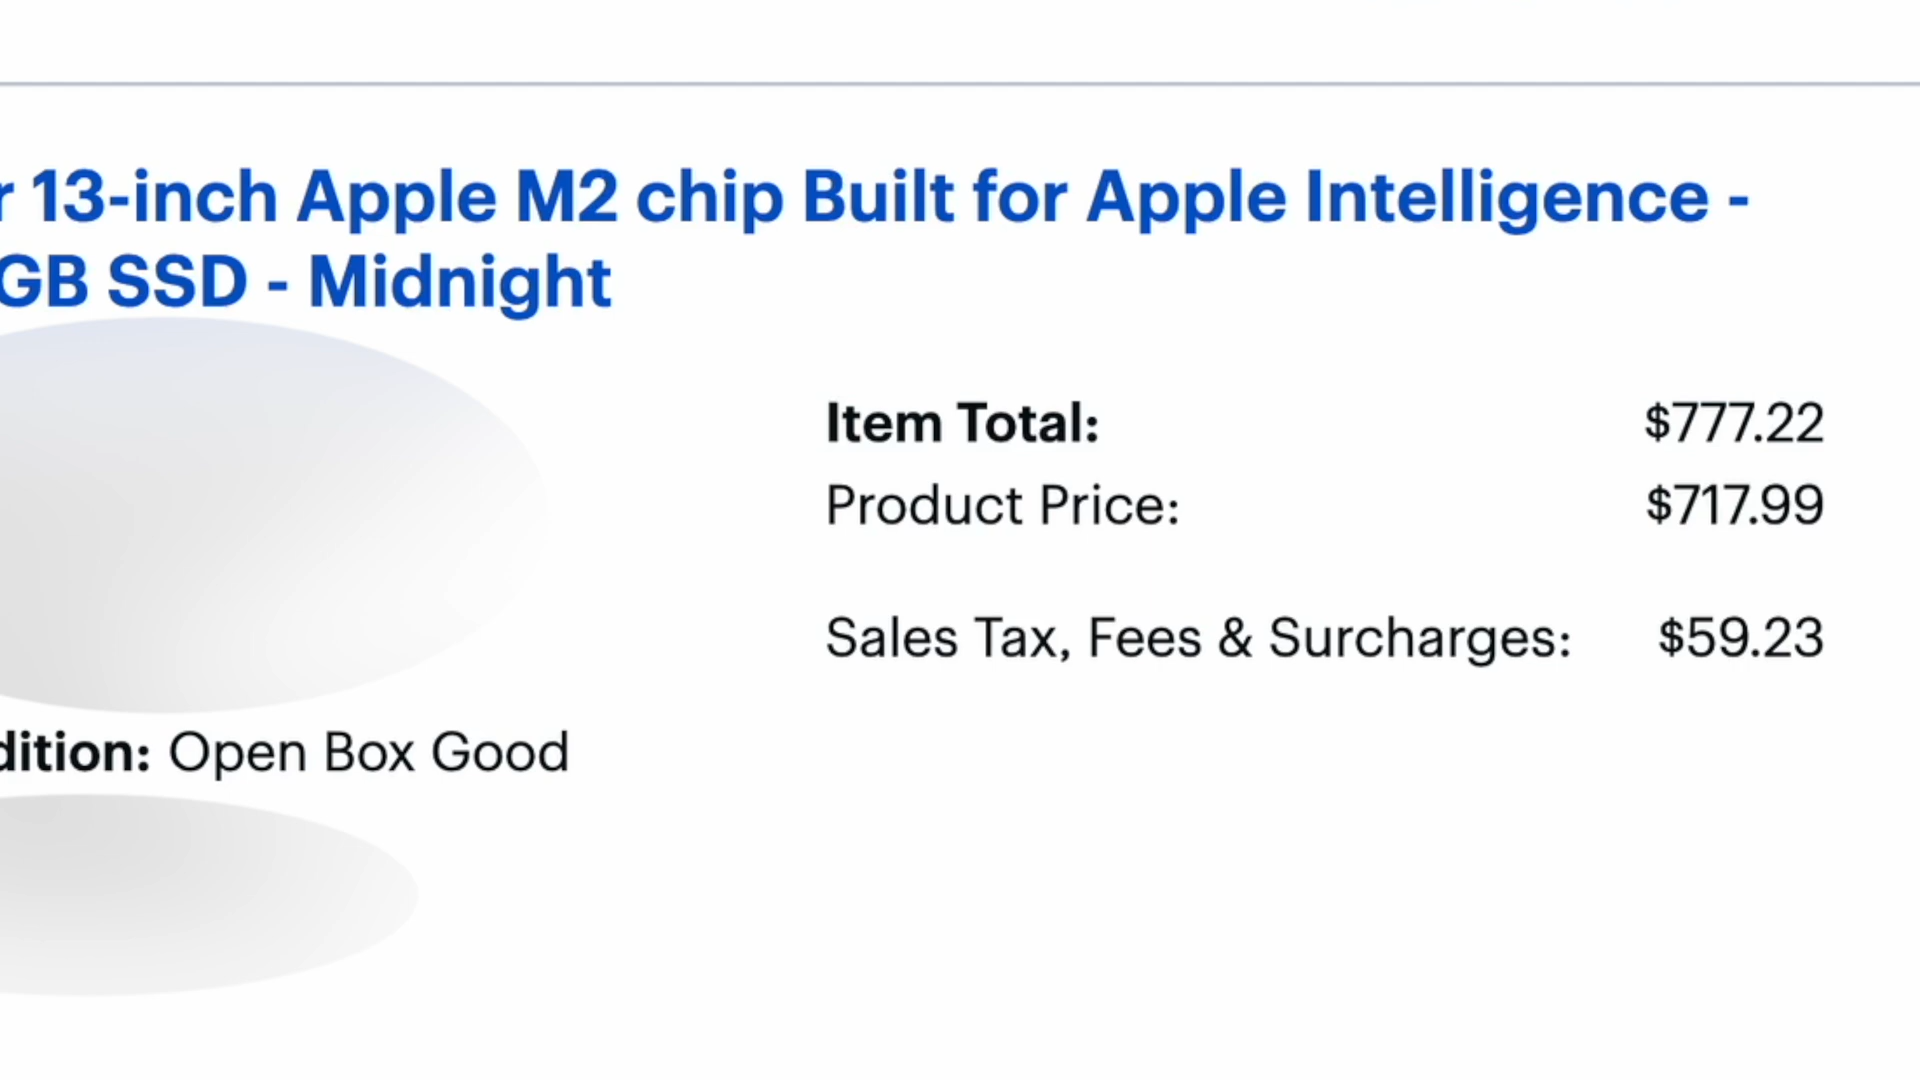 r 13-inch Apple M2 chip Built for Apple Intelligence -
GB SSD - Midnight
Item Total: $777.22
Product Price: $717.99
Sales Tax, Fees & Surcharges: $59.23
dition: Open Box Good